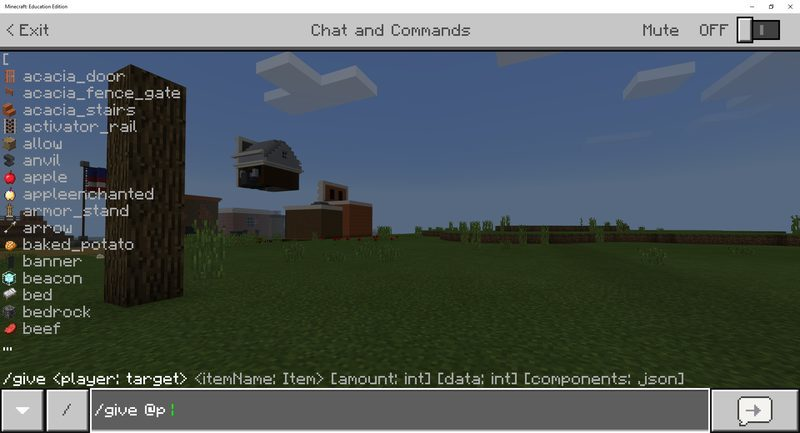 Minecraft: Education Edition
< Exit
Chat and Commands
Mute OFF
[
acacia_door
acacia_fence_gate
acacia_stairs
activator_rail
allow
anvil
apple
appleenchanted
armor_stand
arrow
baked_potato
banner
beacon
bed
bedrock
beef
...
/give <player: target> <itemName: Item> [amount: int] [data: int] [components: json]
/ /give @p